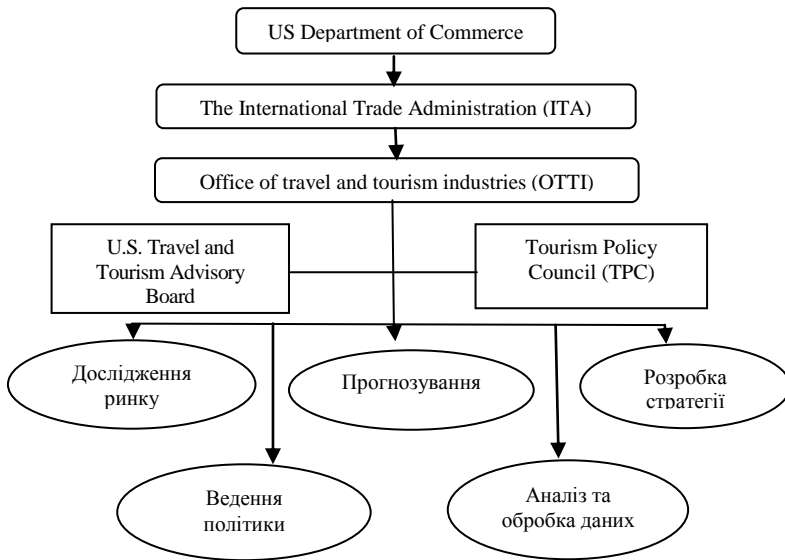 US Department of Commerce
The International Trade Administration (ITA)
Office of travel and tourism industries (OTTI)
U.S. Travel and
Tourism Advisory
Board
Tourism Policy
Council (TPC)
Дослідження
ринку
Прогнозування
Розробка
стратегії
Ведення
політики
Аналіз та
обробка даних